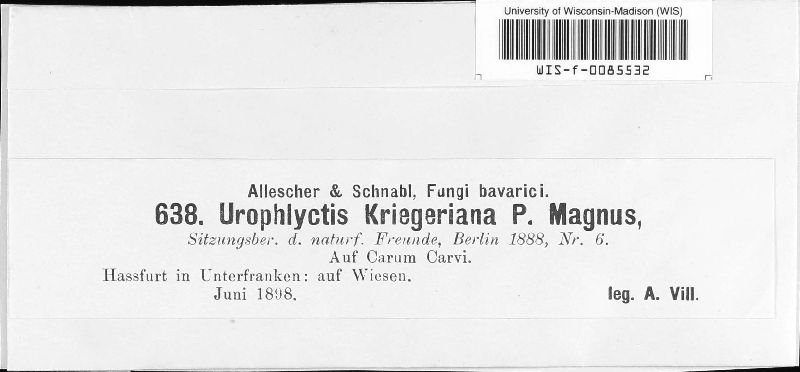 University of Wisconsin-Madison (WIS)
WIS-f-0085532
Allescher & Schnabl, Fungi bavarici.
638. Urophlyctis Kriegeriana P. Magnus,
Sitzungsber. d. naturf. Freunde, Berlin 1888, Nr. 6.
Auf Carum Carvi.
Hassfurt in Unterfranken: auf Wiesen.
Juni 1898.
leg. A. Vill.